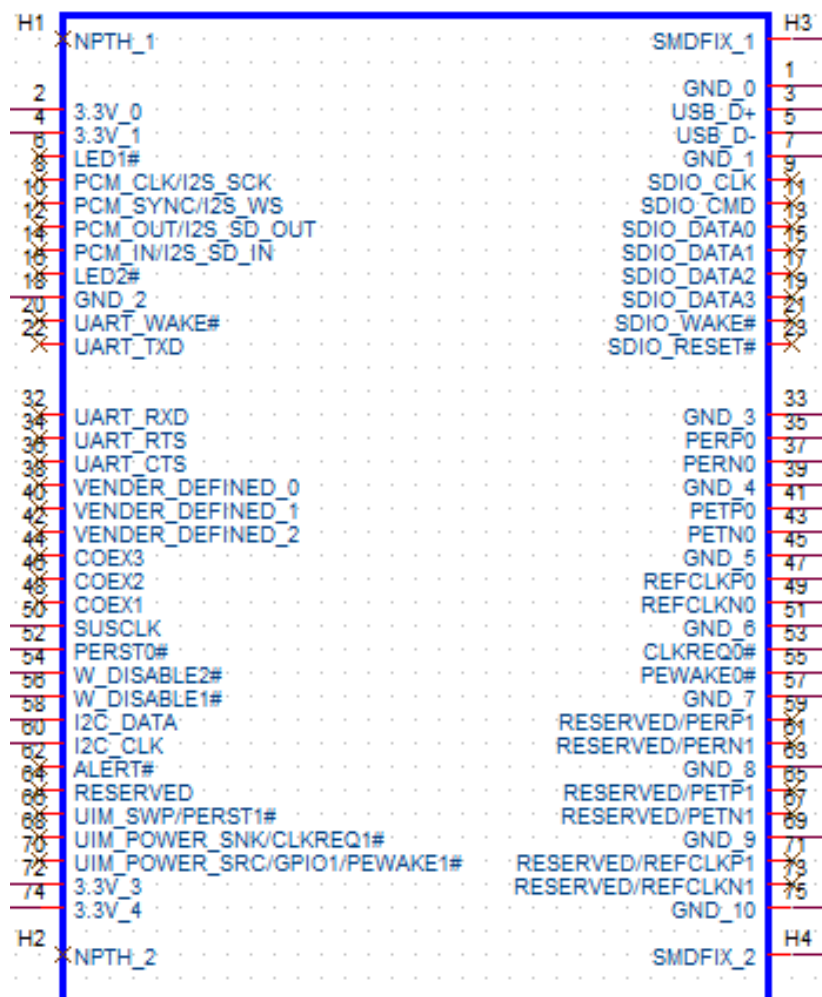 H1 NPTH_1
2 3.3V_0
4 3.3V_1
6 LED1#
8 PCM_CLK/I2S_SCK
10 PCM_SYNC/I2S_WS
12 PCM_OUT/I2S_SD_OUT
14 PCM_IN/I2S_SD_IN
16 LED2#
18 GND_2
20 UART_WAKE#
22 UART_TXD
32 UART_RXD
34 UART_RTS
36 UART_CTS
38 VENDER_DEFINED_0
40 VENDER_DEFINED_1
42 VENDER_DEFINED_2
44 COEX3
46 COEX2
48 COEX1
50 SUSCLK
52 PERST0#
54 W_DISABLE2#
56 W_DISABLE1#
58 I2C_DATA
60 I2C_CLK
62 ALERT#
64 RESERVED
66 UIM_SWP/PERST1#
68 UIM_POWER_SNK/CLKREQ1#
70 UIM_POWER_SRC/GPIO1/PEWAKE1#
72 3.3V_3
74 3.3V_4
H2 NPTH_2
SMDFIX_1 H3
GND_0 1
USB_D+ 3
USB_D- 5
GND_1 7
SDIO_CLK 9
SDIO_CMD 11
SDIO_DATA0 13
SDIO_DATA1 15
SDIO_DATA2 17
SDIO_DATA3 19
SDIO_WAKE# 21
SDIO_RESET# 23
GND_3 33
PERP0 35
PERN0 37
GND_4 39
PETP0 41
PETN0 43
GND_5 45
REFCLKP0 47
REFCLKN0 49
GND_6 51
CLKREQ0# 53
PEWAKE0# 55
GND_7 57
RESERVED/PERP1 59
RESERVED/PERN1 61
GND_8 63
RESERVED/PETP1 65
RESERVED/PETN1 67
GND_9 69
RESERVED/REFCLKP1 71
RESERVED/REFCLKN1 73
GND_10 75
SMDFIX_2 H4